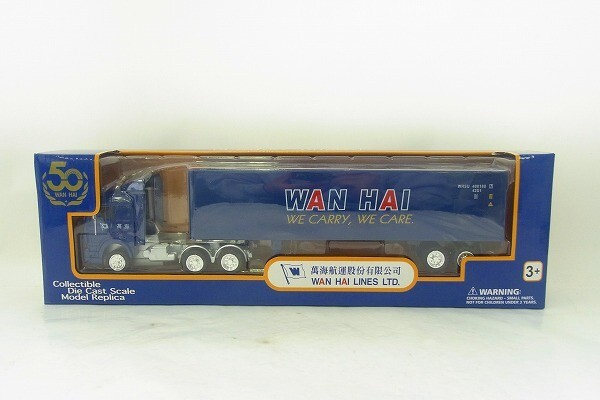 50
WAN HAI
WAN HAI
WE CARRY, WE CARE.
萬海
Collectible
Die Cast Scale
Model Replica
W
萬海航運股份有限公司
WAN HAI LINES LTD.
3+
WARNING:
CHOKING HAZARD - SMALL PARTS.
NOT FOR CHILDREN UNDER 3 YEARS.